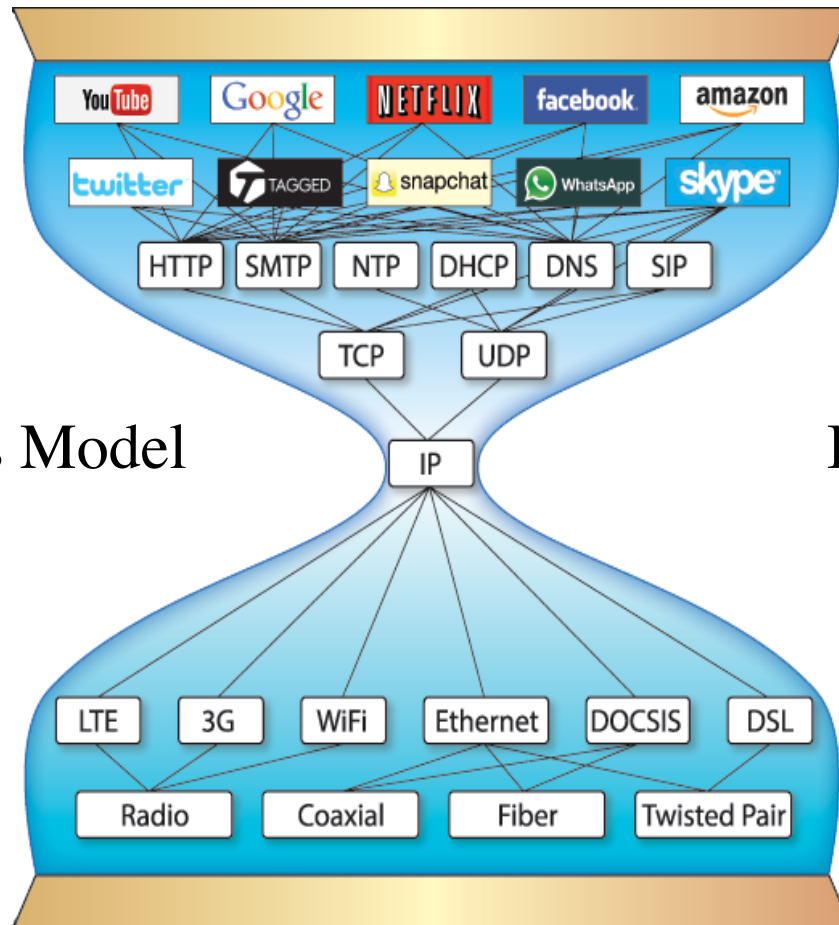 YouTube Google NETFLIX facebook amazon
twitter TAGGED snapchat WhatsApp skype
HTTP SMTP NTP DHCP DNS SIP
TCP UDP
Model
IP
LTE 3G WiFi Ethernet DOCSIS DSL
Radio Coaxial Fiber Twisted Pair